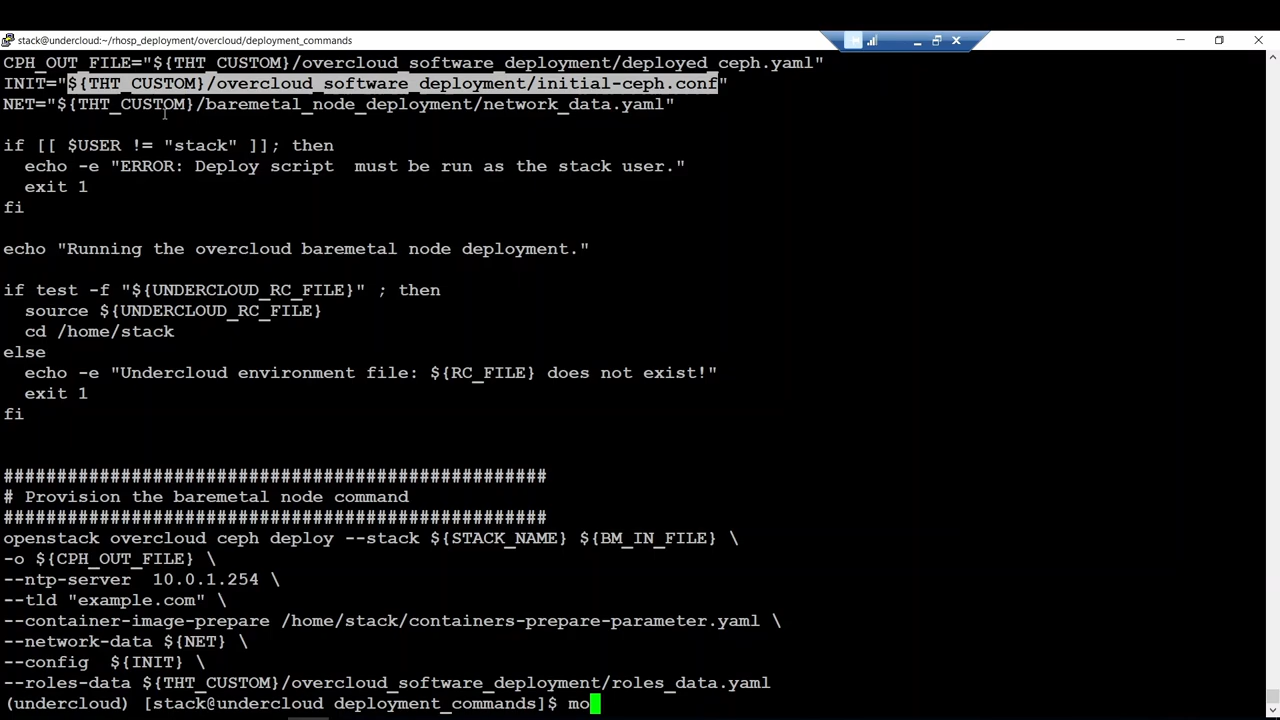 stack@undercloud:~/rhosp_deployment/overcloud/deployment_commands
CPH_OUT_FILE="${THT_CUSTOM}/overcloud_software_deployment/deployed_ceph.yaml"
INIT="${THT_CUSTOM}/overcloud_software_deployment/initial-ceph.conf"
NET="${THT_CUSTOM}/baremetal_node_deployment/network_data.yaml"

if [[ $USER != "stack" ]]; then
  echo -e "ERROR: Deploy script  must be run as the stack user."
  exit 1
fi

echo "Running the overcloud baremetal node deployment."

if test -f "${UNDERCLOUD_RC_FILE}" ; then
  source ${UNDERCLOUD_RC_FILE}
  cd /home/stack
else
  echo -e "Undercloud environment file: ${RC_FILE} does not exist!"
  exit 1
fi


###################################################
# Provision the baremetal node command
###################################################
openstack overcloud ceph deploy --stack ${STACK_NAME} ${BM_IN_FILE} \
-o ${CPH_OUT_FILE} \
--ntp-server  10.0.1.254 \
--tld "example.com" \
--container-image-prepare /home/stack/containers-prepare-parameter.yaml \
--network-data ${NET} \
--config  ${INIT} \
--roles-data ${THT_CUSTOM}/overcloud_software_deployment/roles_data.yaml
(undercloud) [stack@undercloud deployment_commands]$ mo